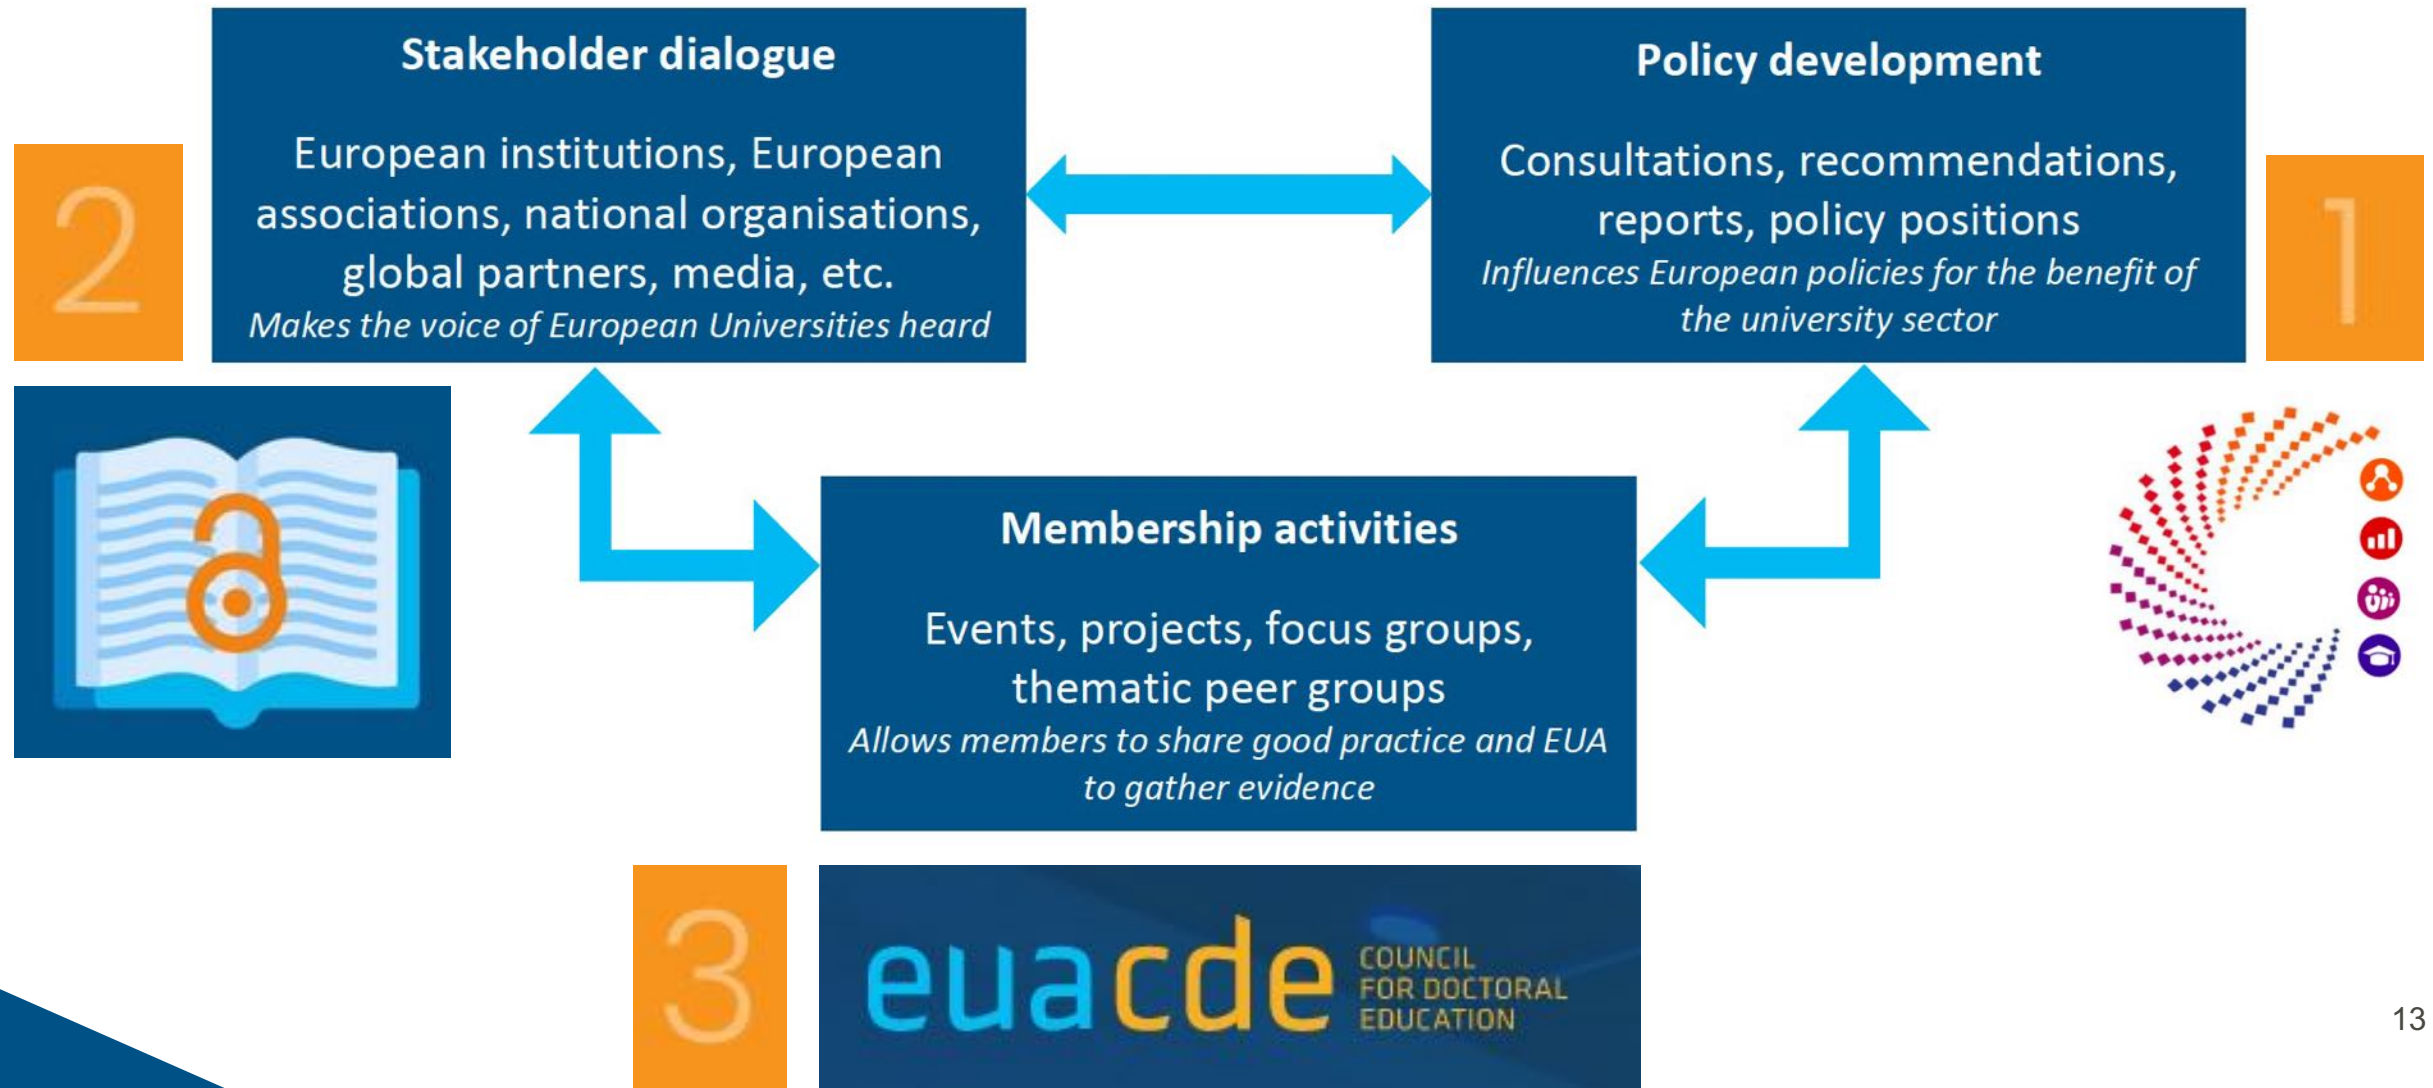 Stakeholder dialogue
European institutions, European
associations, national organisations,
global partners, media, etc.
Makes the voice of European Universities heard
2
Policy development
Consultations, recommendations,
reports, policy positions
Influences European policies for the benefit of
the university sector
1
Membership activities
Events, projects, focus groups,
thematic peer groups
Allows members to share good practice and EUA
to gather evidence
3
euacde
COUNCIL
FOR DOCTORAL
EDUCATION
13